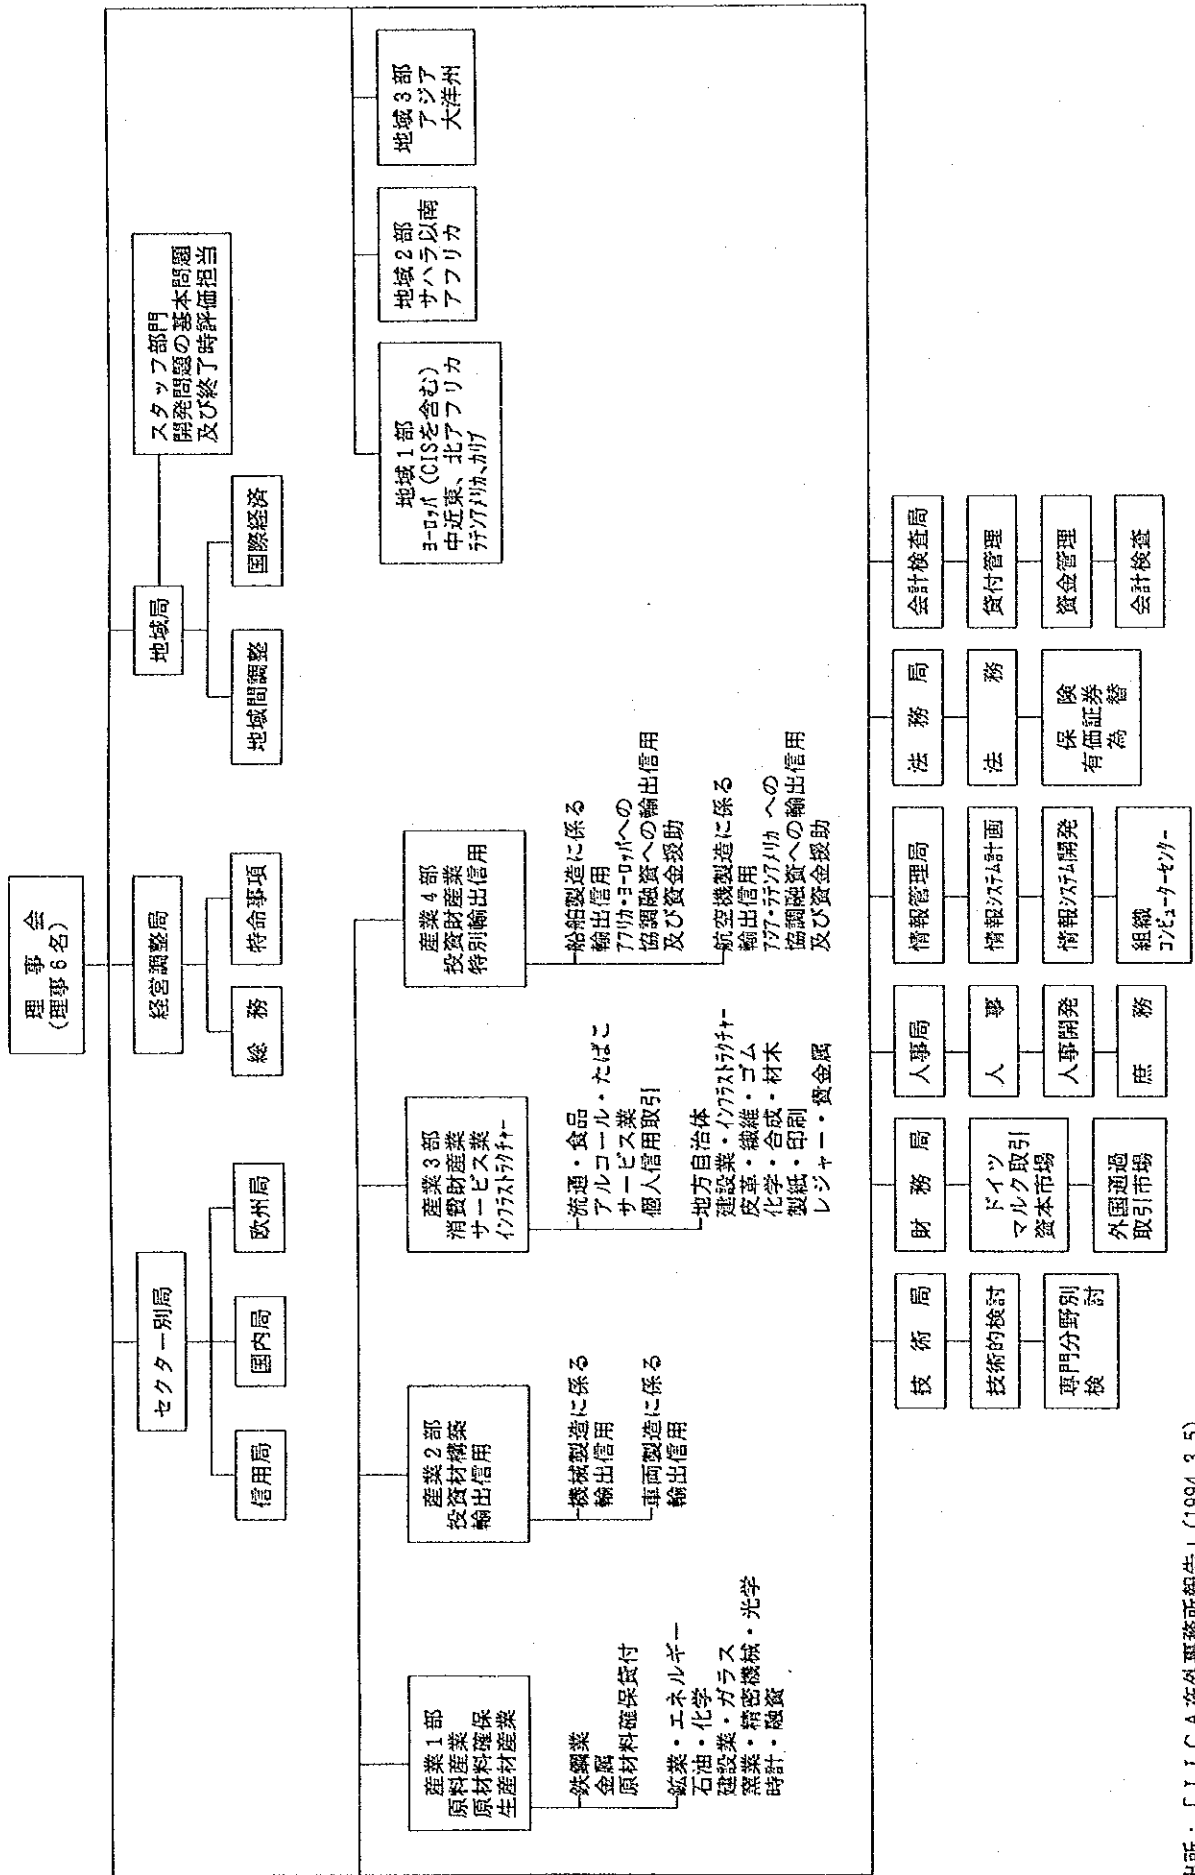 理事会
(理事6名)
セクター別局
信用局
国内局
欧州局
経営調整局
総務
特命事項
地域局
地域間調整
国際経済
スタッフ部門
開発問題の基本問題
及び終了時評価担当
産業1部
原料産業
原材料確保
生産材産業
鉄鋼業
金属
原材料確保貸付
鉱業・エネルギー
石油・化学
建設業・ガラス
窯業・精密機械・光学
時計・融資
産業2部
投資材構築
輸出信用
機械製造に係る
輸出信用
車両製造に係る
輸出信用
産業3部
消費財産業
サービス業
インフラストラクチャー
流通・食品
アルコール・たばこ
サービス業
個人信用取引
地方自治体
建設業・インフラストラクチャー
皮革・繊維・ゴム
化学・合成・材木
製紙・印刷
レジャー・貴金属
産業4部
投資財産業
特別輸出信用
船舶製造に係る
輸出信用
アフリカ・ヨーロッパへの
協調融資への輸出信用
及び資金援助
航空機製造に係る
輸出信用
アジア・ラテンアメリカへの
協調融資への輸出信用
及び資金援助
地域1部
ヨーロッパ(CISを含む)
中近東、北アフリカ
ラテンアメリカ、カリブ
地域2部
サハラ以南
アフリカ
地域3部
アジア
大洋州
技術局
技術的検討
専門分野別
検討
財務局
ドイツ
マルク取引
資本市場
外国通過
取引市場
人事局
人事
人事開発
庶務
情報管理局
情報システム計画
情報システム開発
組織
コンピューターセンター
法務局
法務
保険
有価証券
為替
会計検査局
貸付管理
資金管理
会計検査
出所:「JICA在外事務所報告」(1994.3.5)